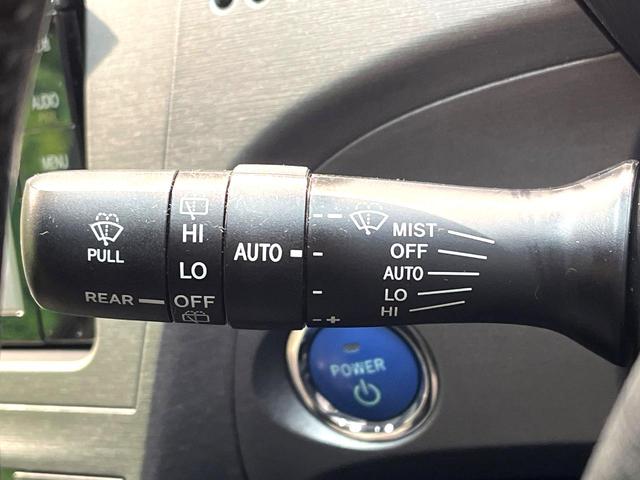 AUDIO
MENU
PULL
REAR
HI
LO
OFF
AUTO
MIST
OFF
AUTO
LO
HI
- +
POWER